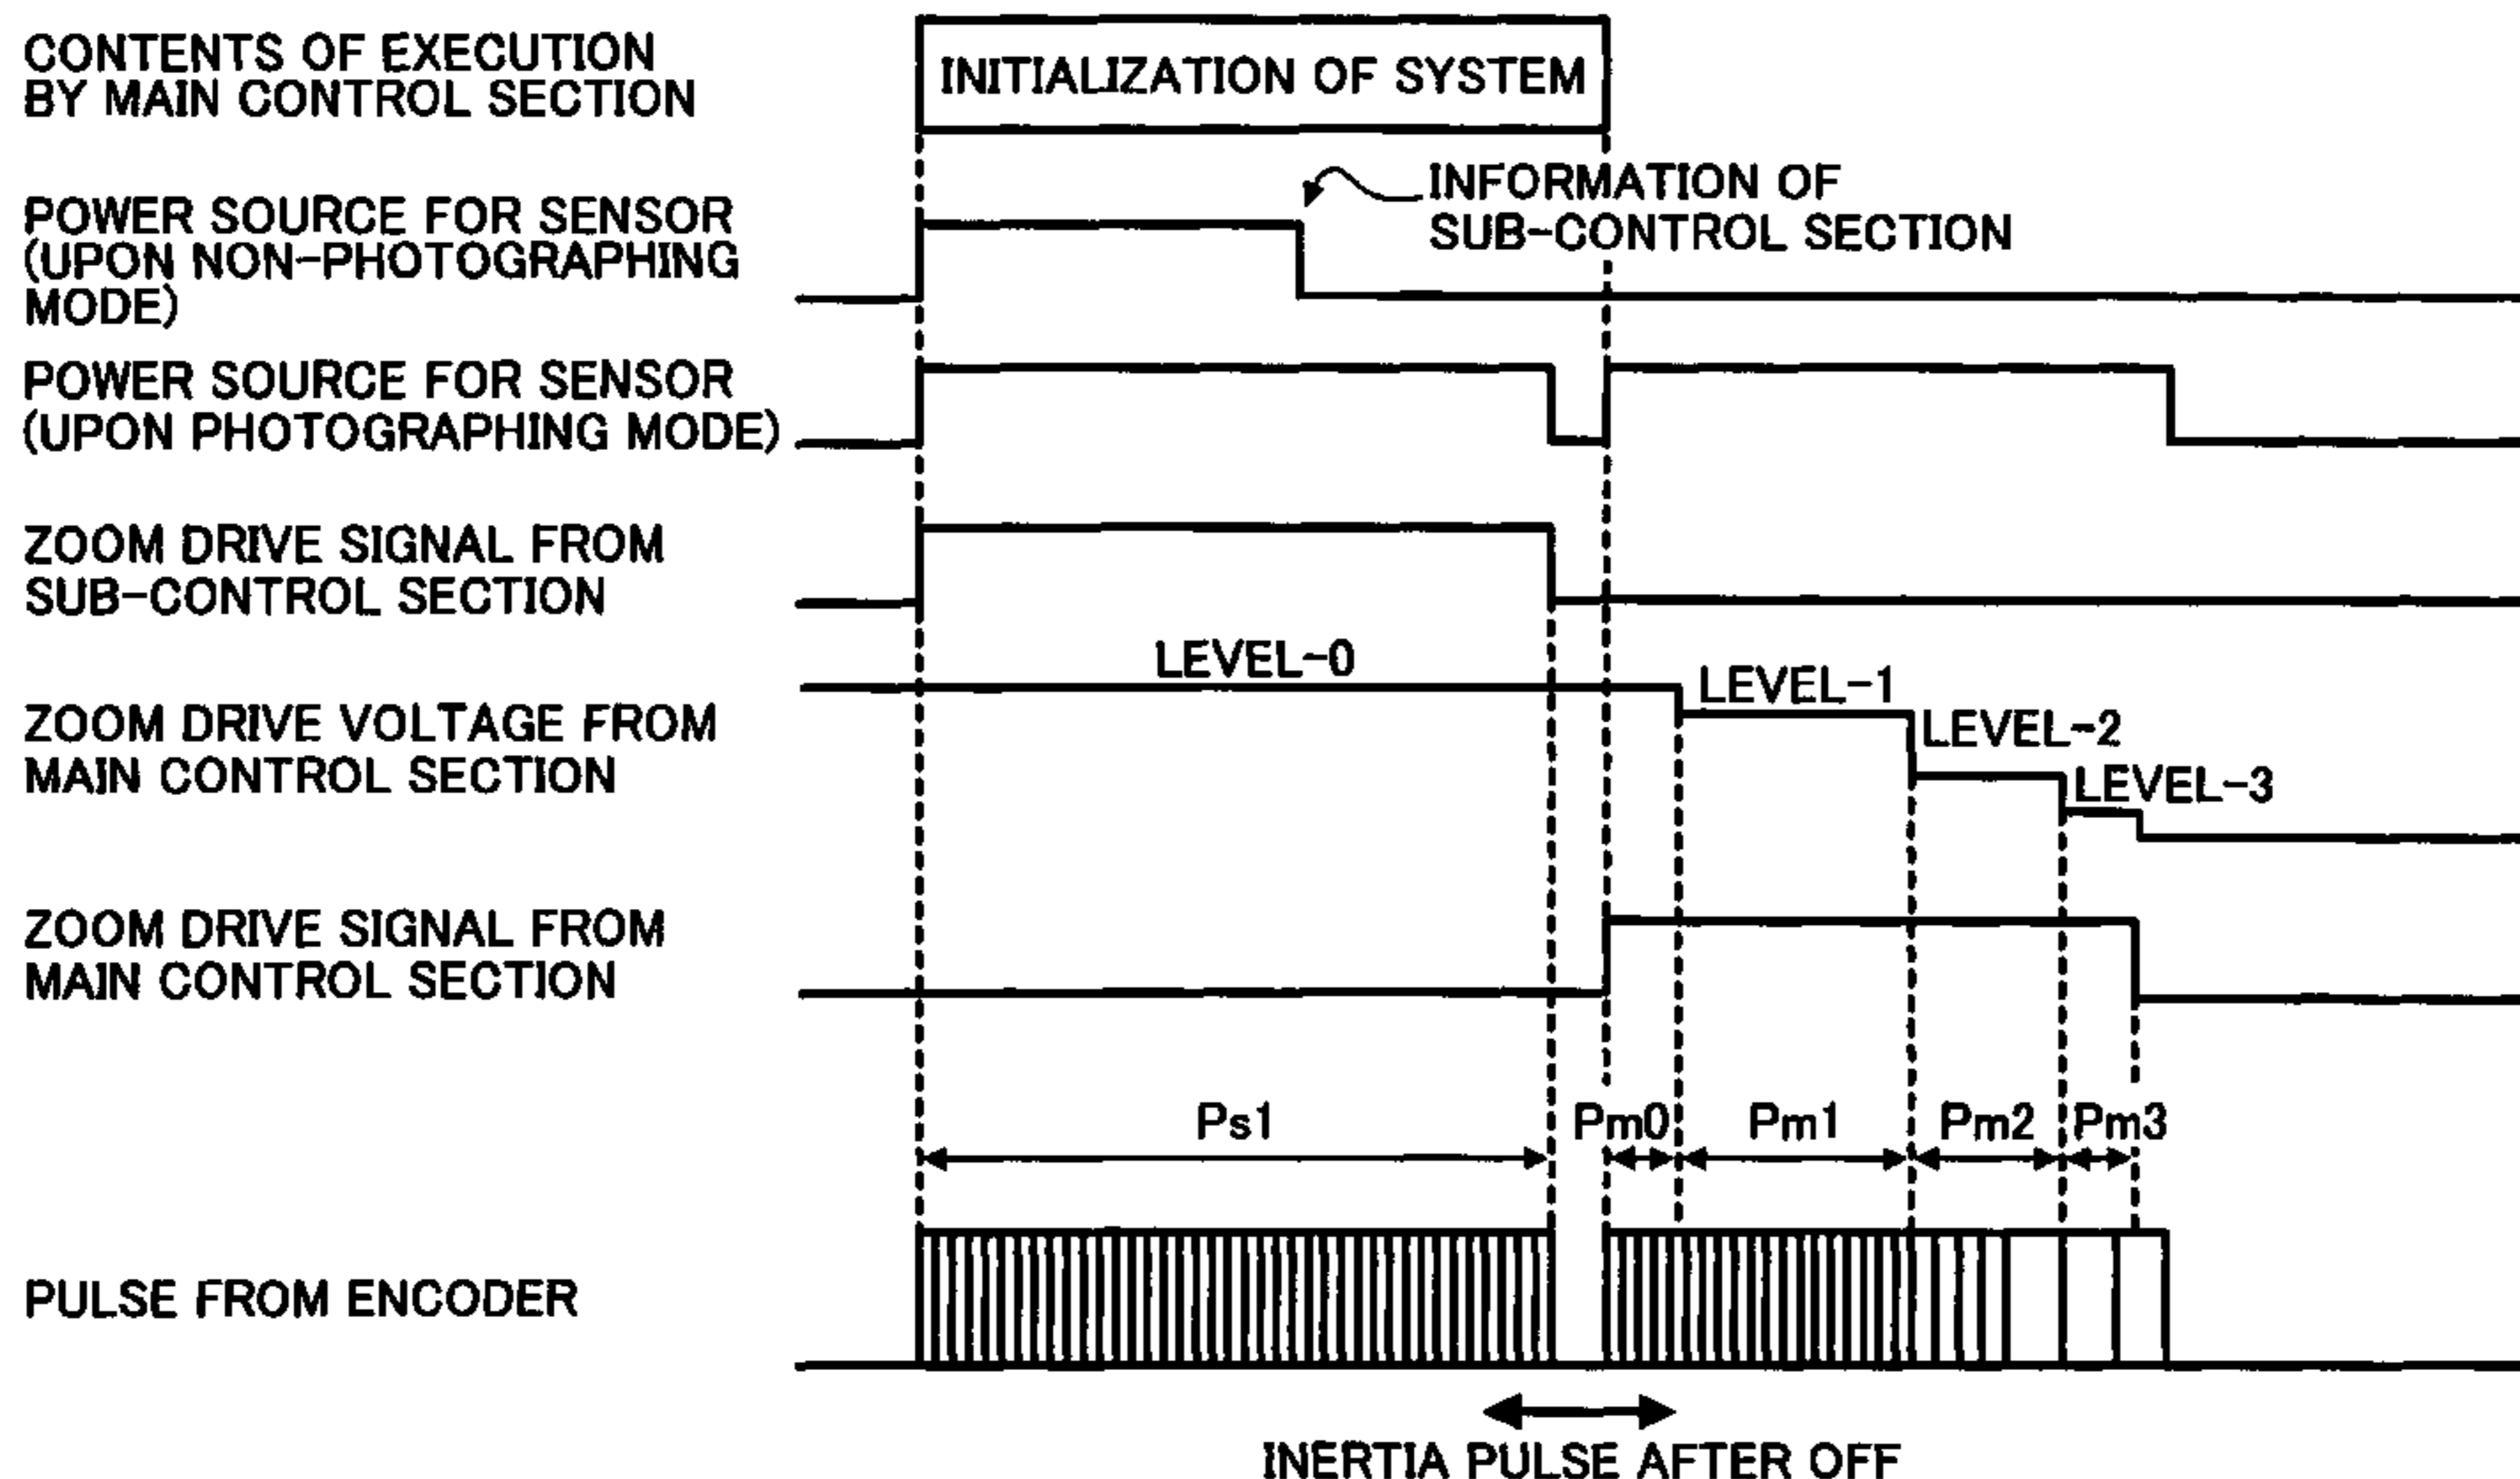 CONTENTS OF EXECUTION
BY MAIN CONTROL SECTION
INITIALIZATION OF SYSTEM
POWER SOURCE FOR SENSOR
(UPON NON-PHOTOGRAPHING
MODE)
INFORMATION OF
SUB-CONTROL SECTION
POWER SOURCE FOR SENSOR
(UPON PHOTOGRAPHING MODE)
ZOOM DRIVE SIGNAL FROM
SUB-CONTROL SECTION
ZOOM DRIVE VOLTAGE FROM
MAIN CONTROL SECTION
LEVEL-0
LEVEL-1
LEVEL-2
LEVEL-3
ZOOM DRIVE SIGNAL FROM
MAIN CONTROL SECTION
Ps1
Pm0
Pm1
Pm2
Pm3
PULSE FROM ENCODER
INERTIA PULSE AFTER OFF